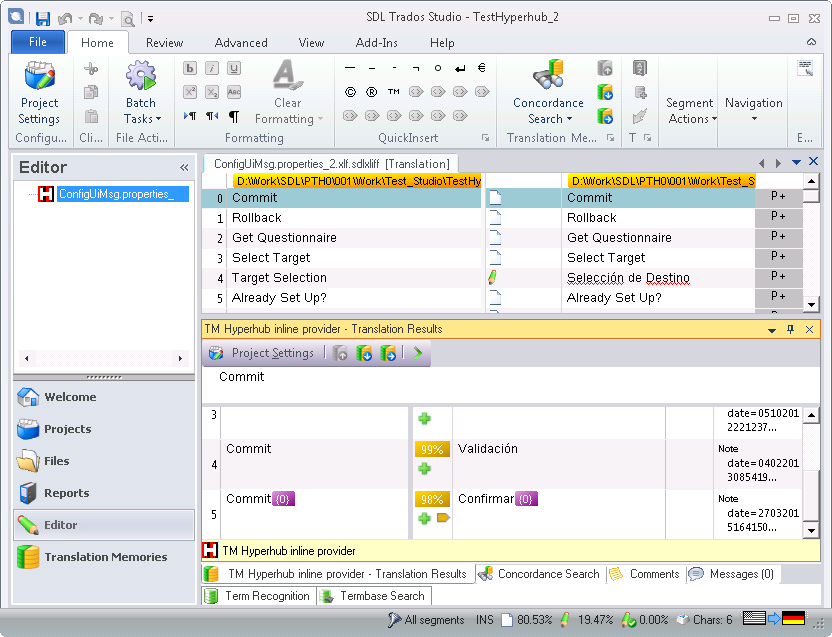 SDL Trados Studio - TestHyperhub_2
File Home Review Advanced View Add-Ins Help
Project Settings
Batch Tasks
b i U
x² x₂ ABC
Clear Formatting
— – - ¬ o ↵ €
© ® TM
Concordance Search
Segment Actions
Navigation
Configu... Cli... File Acti... Formatting QuickInsert Translation Me... T E...
Editor «
ConfigUiMsg.properties_
ConfigUiMsg.properties_2.xlf.sdlxliff [Translation]
D:\Work\SDL\PTH0\001\Work\Test_Studio\TestHy D:\Work\SDL\PTH0\001\Work\Test_S
0 Commit Commit P+
1 Rollback Rollback P+
2 Get Questionnaire Get Questionnaire P+
3 Select Target Select Target P+
4 Target Selection Selección de Destino P+
5 Already Set Up? Already Set Up? P+
TM Hyperhub inline provider - Translation Results
Project Settings
Commit
3 date=0510201
2221237...
4 Commit 99% Validación Note
date=0402201
3085419...
5 Commit{0} 98% Confirmar{0} Note
date=2703201
5164150...
H TM Hyperhub inline provider
Welcome
Projects
Files
Reports
Editor
Translation Memories
TM Hyperhub inline provider - Translation Results Concordance Search Comments Messages (0)
Term Recognition Termbase Search
All segments INS 80.53% 19.47% 0.00% Chars: 6